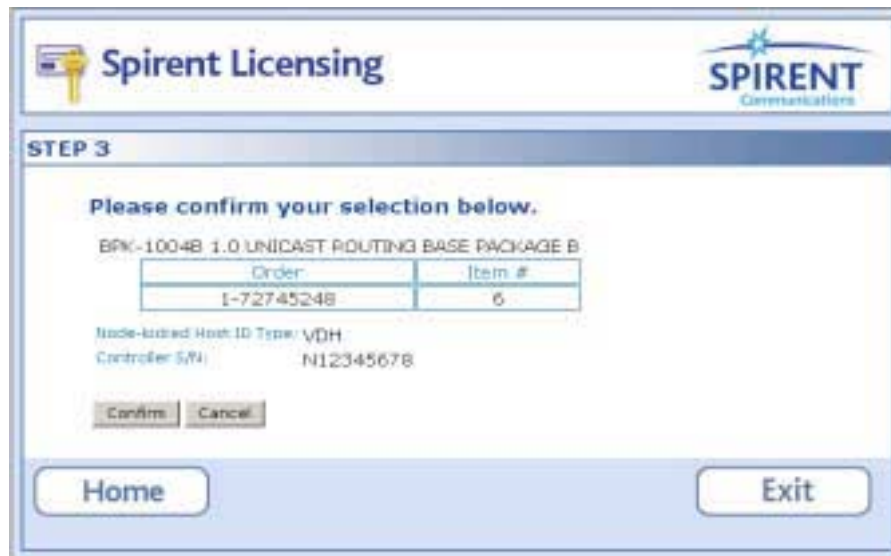 Spirent Licensing
SPIRENT
Communications
STEP 3
Please confirm your selection below.
BPK-1004B 1.0 UNICAST ROUTING BASE PACKAGE B
Order Item #
1-72745248 6
Node-locked Host ID Type: VDH
Controller S/N: N12345678
Confirm Cancel
Home Exit